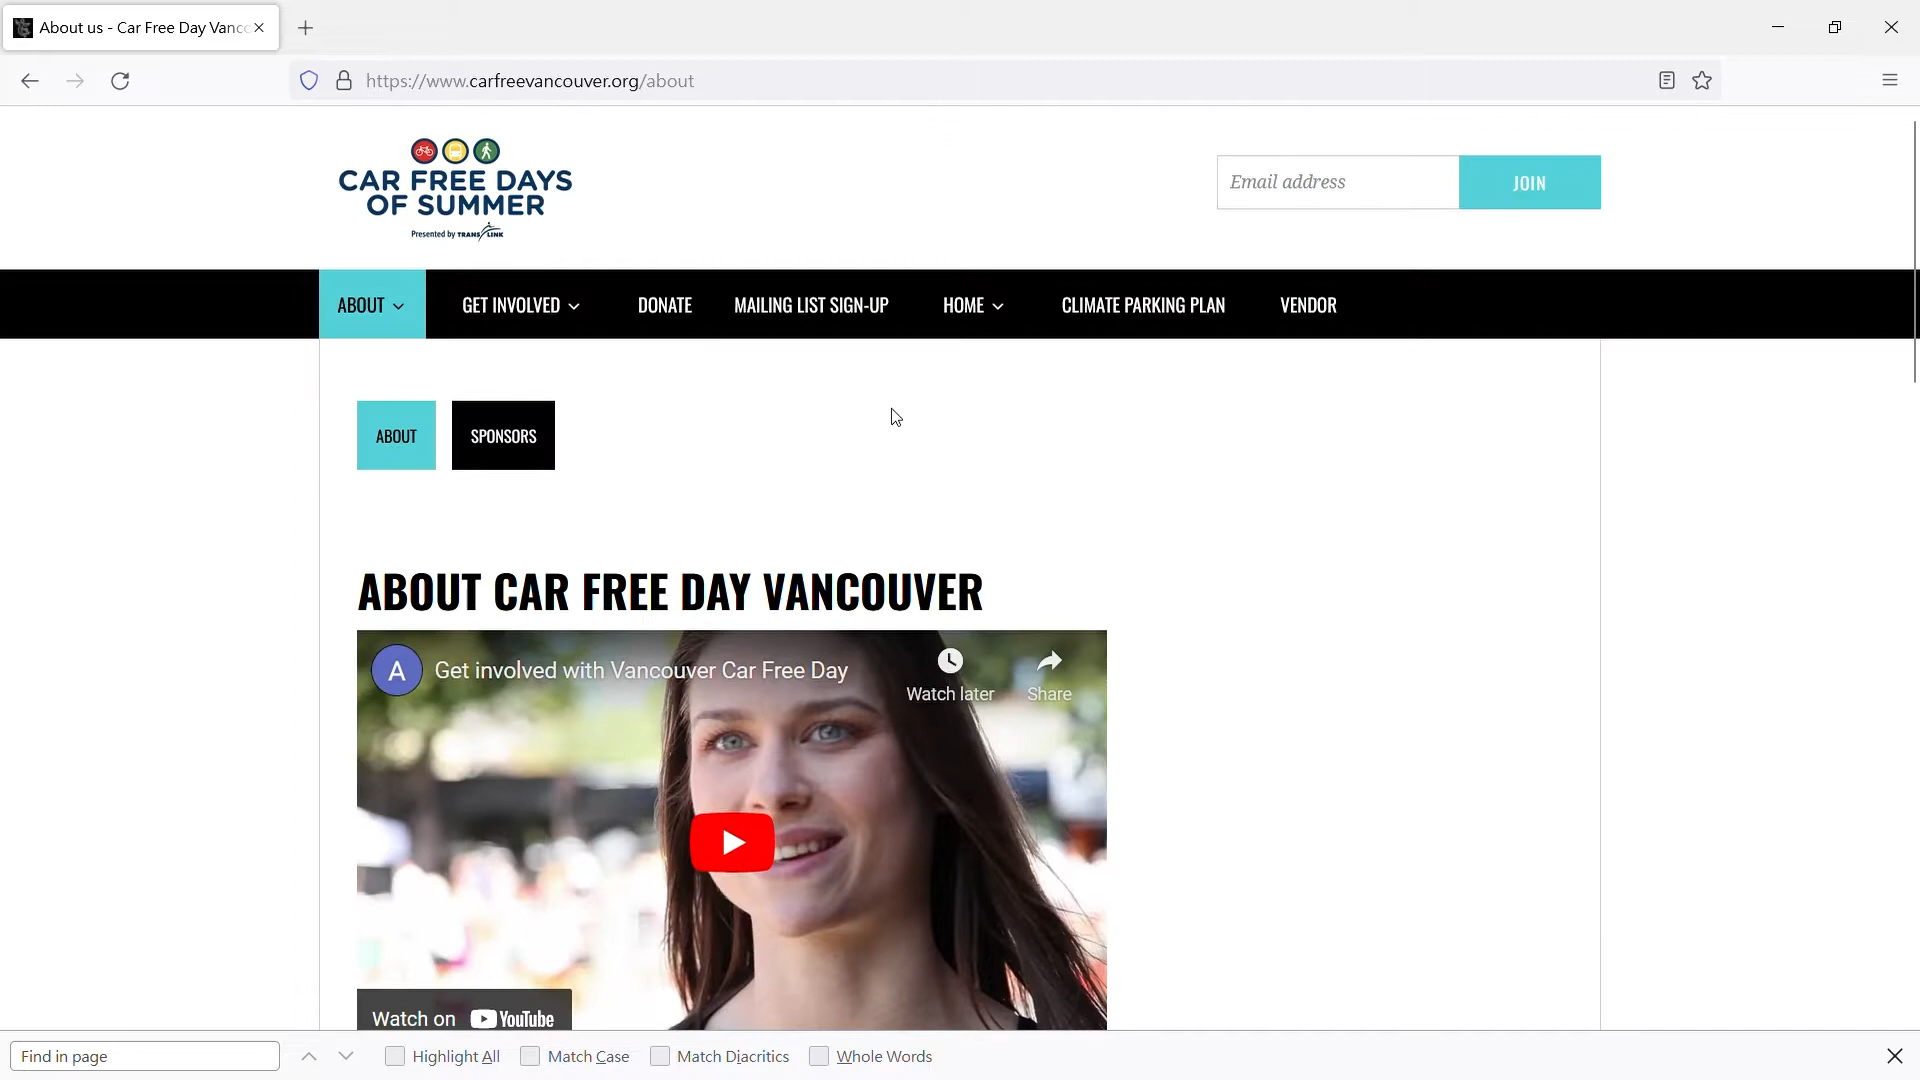 About us - Car Free Day Vanc
https://www.carfreevancouver.org/about
CAR FREE DAYS
OF SUMMER
Presented by TRANSLINK
Email address
JOIN
ABOUT
GET INVOLVED
DONATE
MAILING LIST SIGN-UP
HOME
CLIMATE PARKING PLAN
VENDOR
ABOUT
SPONSORS
ABOUT CAR FREE DAY VANCOUVER
A
Get involved with Vancouver Car Free Day
Watch later
Share
Watch on YouTube
Find in page
Highlight All
Match Case
Match Diacritics
Whole Words